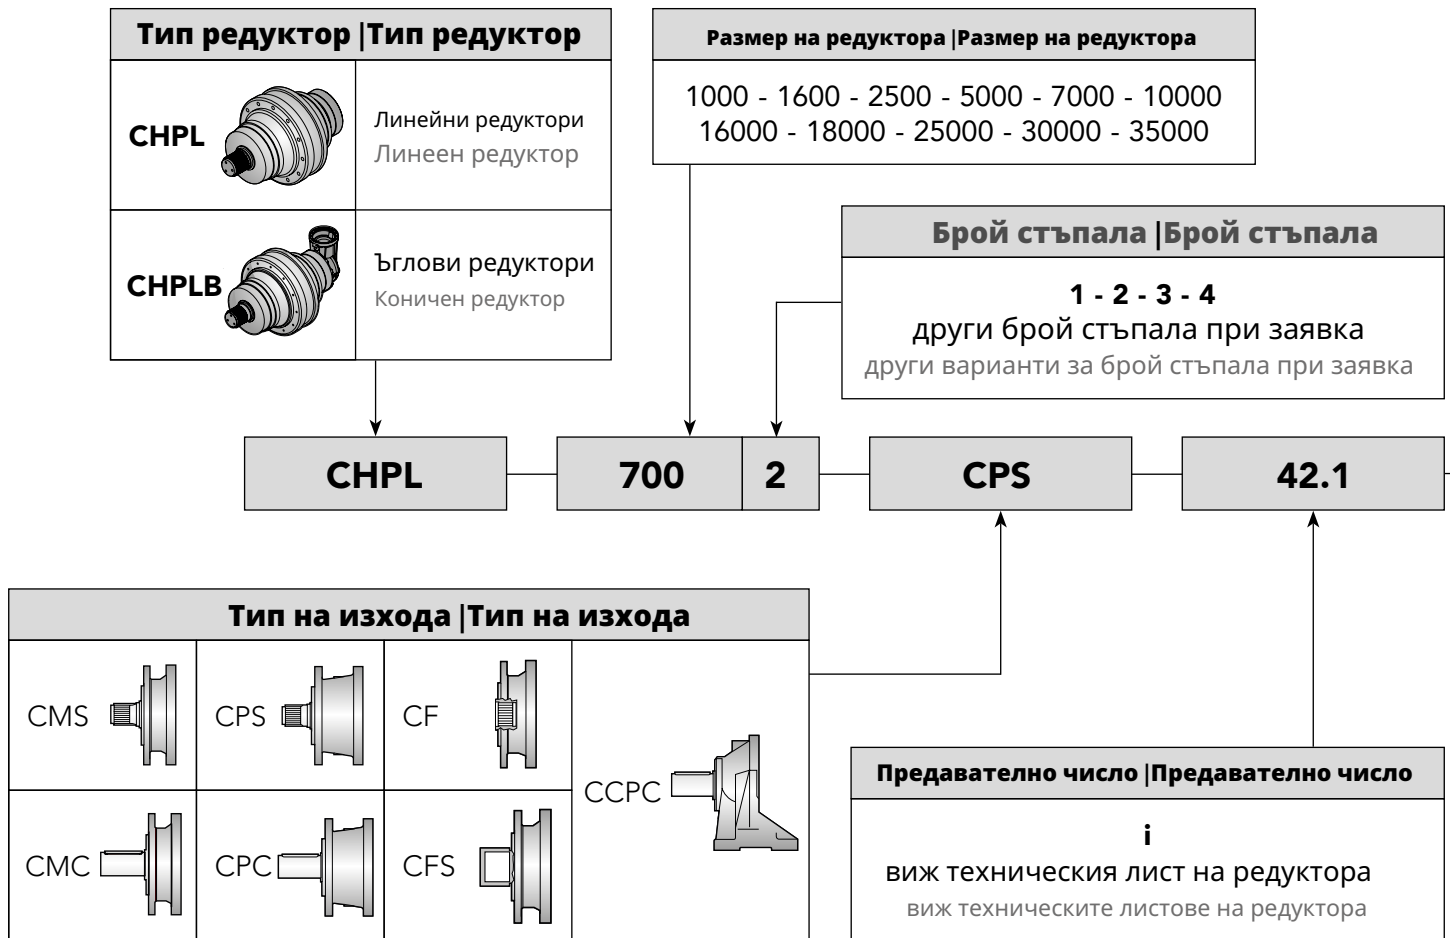 Тип редуктор |Тип редуктор
CHPL
Линейни редуктори
Линеен редуктор
CHPLB
Ъглови редуктори
Коничен редуктор
Размер на редуктора |Размер на редуктора
1000 - 1600 - 2500 - 5000 - 7000 - 10000
16000 - 18000 - 25000 - 30000 - 35000
Брой стъпала |Брой стъпала
1 - 2 - 3 - 4
други брой стъпала при заявка
други варианти за брой стъпала при заявка
CHPL
700
2
CPS
42.1
Тип на изхода |Тип на изхода
CMS
CPS
CF
CCPC
CMC
CPC
CFS
Предавателно число |Предавателно число
i
виж техническия лист на редуктора
виж техническите листове на редуктора